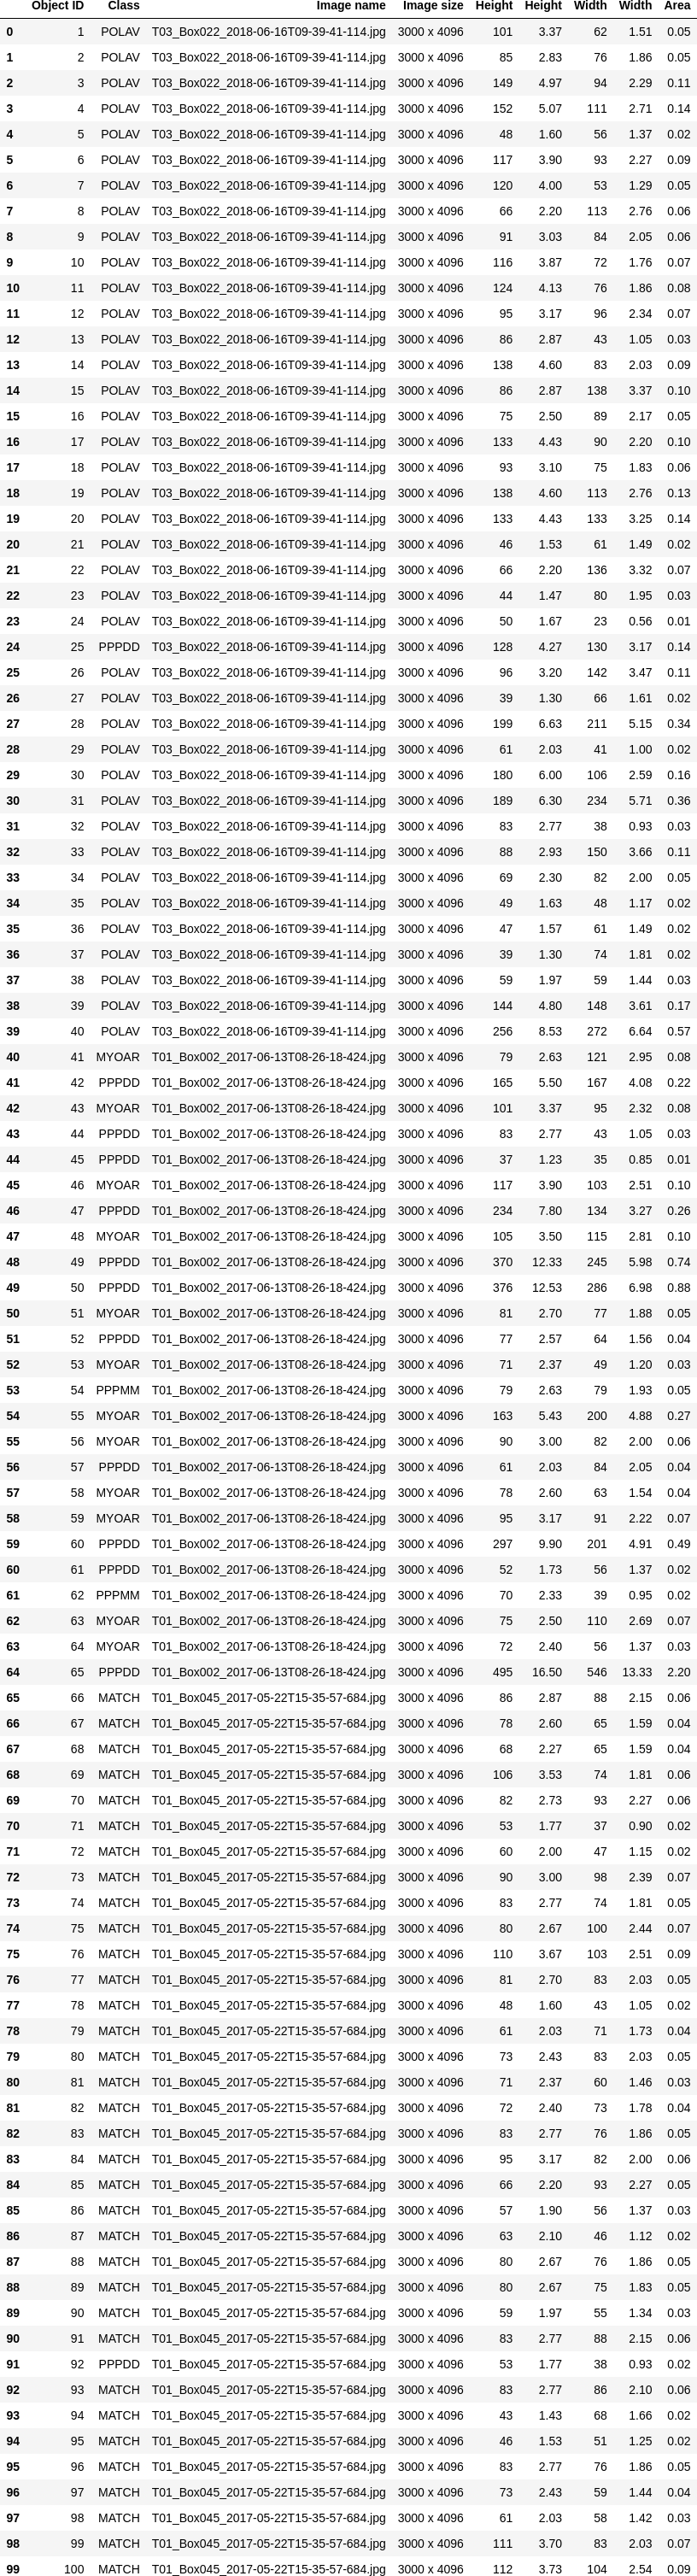 Object ID Class Image name Image size Height Height Width Width Area
0 1 POLAV T03_Box022_2018-06-16T09-39-41-114.jpg 3000 x 4096 101 3.37 62 1.51 0.05
1 2 POLAV T03_Box022_2018-06-16T09-39-41-114.jpg 3000 x 4096 85 2.83 76 1.86 0.05
2 3 POLAV T03_Box022_2018-06-16T09-39-41-114.jpg 3000 x 4096 149 4.97 94 2.29 0.11
3 4 POLAV T03_Box022_2018-06-16T09-39-41-114.jpg 3000 x 4096 152 5.07 111 2.71 0.14
4 5 POLAV T03_Box022_2018-06-16T09-39-41-114.jpg 3000 x 4096 48 1.60 56 1.37 0.02
5 6 POLAV T03_Box022_2018-06-16T09-39-41-114.jpg 3000 x 4096 117 3.90 93 2.27 0.09
6 7 POLAV T03_Box022_2018-06-16T09-39-41-114.jpg 3000 x 4096 120 4.00 53 1.29 0.05
7 8 POLAV T03_Box022_2018-06-16T09-39-41-114.jpg 3000 x 4096 66 2.20 113 2.76 0.06
8 9 POLAV T03_Box022_2018-06-16T09-39-41-114.jpg 3000 x 4096 91 3.03 84 2.05 0.06
9 10 POLAV T03_Box022_2018-06-16T09-39-41-114.jpg 3000 x 4096 116 3.87 72 1.76 0.07
10 11 POLAV T03_Box022_2018-06-16T09-39-41-114.jpg 3000 x 4096 124 4.13 76 1.86 0.08
11 12 POLAV T03_Box022_2018-06-16T09-39-41-114.jpg 3000 x 4096 95 3.17 96 2.34 0.07
12 13 POLAV T03_Box022_2018-06-16T09-39-41-114.jpg 3000 x 4096 86 2.87 43 1.05 0.03
13 14 POLAV T03_Box022_2018-06-16T09-39-41-114.jpg 3000 x 4096 138 4.60 83 2.03 0.09
14 15 POLAV T03_Box022_2018-06-16T09-39-41-114.jpg 3000 x 4096 86 2.87 138 3.37 0.10
15 16 POLAV T03_Box022_2018-06-16T09-39-41-114.jpg 3000 x 4096 75 2.50 89 2.17 0.05
16 17 POLAV T03_Box022_2018-06-16T09-39-41-114.jpg 3000 x 4096 133 4.43 90 2.20 0.10
17 18 POLAV T03_Box022_2018-06-16T09-39-41-114.jpg 3000 x 4096 93 3.10 75 1.83 0.06
18 19 POLAV T03_Box022_2018-06-16T09-39-41-114.jpg 3000 x 4096 138 4.60 113 2.76 0.13
19 20 POLAV T03_Box022_2018-06-16T09-39-41-114.jpg 3000 x 4096 133 4.43 133 3.25 0.14
20 21 POLAV T03_Box022_2018-06-16T09-39-41-114.jpg 3000 x 4096 46 1.53 61 1.49 0.02
21 22 POLAV T03_Box022_2018-06-16T09-39-41-114.jpg 3000 x 4096 66 2.20 136 3.32 0.07
22 23 POLAV T03_Box022_2018-06-16T09-39-41-114.jpg 3000 x 4096 44 1.47 80 1.95 0.03
23 24 POLAV T03_Box022_2018-06-16T09-39-41-114.jpg 3000 x 4096 50 1.67 23 0.56 0.01
24 25 PPPDD T03_Box022_2018-06-16T09-39-41-114.jpg 3000 x 4096 128 4.27 130 3.17 0.14
25 26 POLAV T03_Box022_2018-06-16T09-39-41-114.jpg 3000 x 4096 96 3.20 142 3.47 0.11
26 27 POLAV T03_Box022_2018-06-16T09-39-41-114.jpg 3000 x 4096 39 1.30 66 1.61 0.02
27 28 POLAV T03_Box022_2018-06-16T09-39-41-114.jpg 3000 x 4096 199 6.63 211 5.15 0.34
28 29 POLAV T03_Box022_2018-06-16T09-39-41-114.jpg 3000 x 4096 61 2.03 41 1.00 0.02
29 30 POLAV T03_Box022_2018-06-16T09-39-41-114.jpg 3000 x 4096 180 6.00 106 2.59 0.16
30 31 POLAV T03_Box022_2018-06-16T09-39-41-114.jpg 3000 x 4096 189 6.30 234 5.71 0.36
31 32 POLAV T03_Box022_2018-06-16T09-39-41-114.jpg 3000 x 4096 83 2.77 38 0.93 0.03
32 33 POLAV T03_Box022_2018-06-16T09-39-41-114.jpg 3000 x 4096 88 2.93 150 3.66 0.11
33 34 POLAV T03_Box022_2018-06-16T09-39-41-114.jpg 3000 x 4096 69 2.30 82 2.00 0.05
34 35 POLAV T03_Box022_2018-06-16T09-39-41-114.jpg 3000 x 4096 49 1.63 48 1.17 0.02
35 36 POLAV T03_Box022_2018-06-16T09-39-41-114.jpg 3000 x 4096 47 1.57 61 1.49 0.02
36 37 POLAV T03_Box022_2018-06-16T09-39-41-114.jpg 3000 x 4096 39 1.30 74 1.81 0.02
37 38 POLAV T03_Box022_2018-06-16T09-39-41-114.jpg 3000 x 4096 59 1.97 59 1.44 0.03
38 39 POLAV T03_Box022_2018-06-16T09-39-41-114.jpg 3000 x 4096 144 4.80 148 3.61 0.17
39 40 POLAV T03_Box022_2018-06-16T09-39-41-114.jpg 3000 x 4096 256 8.53 272 6.64 0.57
40 41 MYOAR T01_Box002_2017-06-13T08-26-18-424.jpg 3000 x 4096 79 2.63 121 2.95 0.08
41 42 PPPDD T01_Box002_2017-06-13T08-26-18-424.jpg 3000 x 4096 165 5.50 167 4.08 0.22
42 43 MYOAR T01_Box002_2017-06-13T08-26-18-424.jpg 3000 x 4096 101 3.37 95 2.32 0.08
43 44 PPPDD T01_Box002_2017-06-13T08-26-18-424.jpg 3000 x 4096 83 2.77 43 1.05 0.03
44 45 PPPDD T01_Box002_2017-06-13T08-26-18-424.jpg 3000 x 4096 37 1.23 35 0.85 0.01
45 46 MYOAR T01_Box002_2017-06-13T08-26-18-424.jpg 3000 x 4096 117 3.90 103 2.51 0.10
46 47 PPPDD T01_Box002_2017-06-13T08-26-18-424.jpg 3000 x 4096 234 7.80 134 3.27 0.26
47 48 MYOAR T01_Box002_2017-06-13T08-26-18-424.jpg 3000 x 4096 105 3.50 115 2.81 0.10
48 49 PPPDD T01_Box002_2017-06-13T08-26-18-424.jpg 3000 x 4096 370 12.33 245 5.98 0.74
49 50 PPPDD T01_Box002_2017-06-13T08-26-18-424.jpg 3000 x 4096 376 12.53 286 6.98 0.88
50 51 MYOAR T01_Box002_2017-06-13T08-26-18-424.jpg 3000 x 4096 81 2.70 77 1.88 0.05
51 52 PPPDD T01_Box002_2017-06-13T08-26-18-424.jpg 3000 x 4096 77 2.57 64 1.56 0.04
52 53 MYOAR T01_Box002_2017-06-13T08-26-18-424.jpg 3000 x 4096 71 2.37 49 1.20 0.03
53 54 PPPMM T01_Box002_2017-06-13T08-26-18-424.jpg 3000 x 4096 79 2.63 79 1.93 0.05
54 55 MYOAR T01_Box002_2017-06-13T08-26-18-424.jpg 3000 x 4096 163 5.43 200 4.88 0.27
55 56 MYOAR T01_Box002_2017-06-13T08-26-18-424.jpg 3000 x 4096 90 3.00 82 2.00 0.06
56 57 PPPDD T01_Box002_2017-06-13T08-26-18-424.jpg 3000 x 4096 61 2.03 84 2.05 0.04
57 58 MYOAR T01_Box002_2017-06-13T08-26-18-424.jpg 3000 x 4096 78 2.60 63 1.54 0.04
58 59 MYOAR T01_Box002_2017-06-13T08-26-18-424.jpg 3000 x 4096 95 3.17 91 2.22 0.07
59 60 PPPDD T01_Box002_2017-06-13T08-26-18-424.jpg 3000 x 4096 297 9.90 201 4.91 0.49
60 61 PPPDD T01_Box002_2017-06-13T08-26-18-424.jpg 3000 x 4096 52 1.73 56 1.37 0.02
61 62 PPPMM T01_Box002_2017-06-13T08-26-18-424.jpg 3000 x 4096 70 2.33 39 0.95 0.02
62 63 MYOAR T01_Box002_2017-06-13T08-26-18-424.jpg 3000 x 4096 75 2.50 110 2.69 0.07
63 64 MYOAR T01_Box002_2017-06-13T08-26-18-424.jpg 3000 x 4096 72 2.40 56 1.37 0.03
64 65 PPPDD T01_Box002_2017-06-13T08-26-18-424.jpg 3000 x 4096 495 16.50 546 13.33 2.20
65 66 MATCH T01_Box045_2017-05-22T15-35-57-684.jpg 3000 x 4096 86 2.87 88 2.15 0.06
66 67 MATCH T01_Box045_2017-05-22T15-35-57-684.jpg 3000 x 4096 78 2.60 65 1.59 0.04
67 68 MATCH T01_Box045_2017-05-22T15-35-57-684.jpg 3000 x 4096 68 2.27 65 1.59 0.04
68 69 MATCH T01_Box045_2017-05-22T15-35-57-684.jpg 3000 x 4096 106 3.53 74 1.81 0.06
69 70 MATCH T01_Box045_2017-05-22T15-35-57-684.jpg 3000 x 4096 82 2.73 93 2.27 0.06
70 71 MATCH T01_Box045_2017-05-22T15-35-57-684.jpg 3000 x 4096 53 1.77 37 0.90 0.02
71 72 MATCH T01_Box045_2017-05-22T15-35-57-684.jpg 3000 x 4096 60 2.00 47 1.15 0.02
72 73 MATCH T01_Box045_2017-05-22T15-35-57-684.jpg 3000 x 4096 90 3.00 98 2.39 0.07
73 74 MATCH T01_Box045_2017-05-22T15-35-57-684.jpg 3000 x 4096 83 2.77 74 1.81 0.05
74 75 MATCH T01_Box045_2017-05-22T15-35-57-684.jpg 3000 x 4096 80 2.67 100 2.44 0.07
75 76 MATCH T01_Box045_2017-05-22T15-35-57-684.jpg 3000 x 4096 110 3.67 103 2.51 0.09
76 77 MATCH T01_Box045_2017-05-22T15-35-57-684.jpg 3000 x 4096 81 2.70 83 2.03 0.05
77 78 MATCH T01_Box045_2017-05-22T15-35-57-684.jpg 3000 x 4096 48 1.60 43 1.05 0.02
78 79 MATCH T01_Box045_2017-05-22T15-35-57-684.jpg 3000 x 4096 61 2.03 71 1.73 0.04
79 80 MATCH T01_Box045_2017-05-22T15-35-57-684.jpg 3000 x 4096 73 2.43 83 2.03 0.05
80 81 MATCH T01_Box045_2017-05-22T15-35-57-684.jpg 3000 x 4096 71 2.37 60 1.46 0.03
81 82 MATCH T01_Box045_2017-05-22T15-35-57-684.jpg 3000 x 4096 72 2.40 73 1.78 0.04
82 83 MATCH T01_Box045_2017-05-22T15-35-57-684.jpg 3000 x 4096 83 2.77 76 1.86 0.05
83 84 MATCH T01_Box045_2017-05-22T15-35-57-684.jpg 3000 x 4096 95 3.17 82 2.00 0.06
84 85 MATCH T01_Box045_2017-05-22T15-35-57-684.jpg 3000 x 4096 66 2.20 93 2.27 0.05
85 86 MATCH T01_Box045_2017-05-22T15-35-57-684.jpg 3000 x 4096 57 1.90 56 1.37 0.03
86 87 MATCH T01_Box045_2017-05-22T15-35-57-684.jpg 3000 x 4096 63 2.10 46 1.12 0.02
87 88 MATCH T01_Box045_2017-05-22T15-35-57-684.jpg 3000 x 4096 80 2.67 76 1.86 0.05
88 89 MATCH T01_Box045_2017-05-22T15-35-57-684.jpg 3000 x 4096 80 2.67 75 1.83 0.05
89 90 MATCH T01_Box045_2017-05-22T15-35-57-684.jpg 3000 x 4096 59 1.97 55 1.34 0.03
90 91 MATCH T01_Box045_2017-05-22T15-35-57-684.jpg 3000 x 4096 83 2.77 88 2.15 0.06
91 92 PPPDD T01_Box045_2017-05-22T15-35-57-684.jpg 3000 x 4096 53 1.77 38 0.93 0.02
92 93 MATCH T01_Box045_2017-05-22T15-35-57-684.jpg 3000 x 4096 83 2.77 86 2.10 0.06
93 94 MATCH T01_Box045_2017-05-22T15-35-57-684.jpg 3000 x 4096 43 1.43 68 1.66 0.02
94 95 MATCH T01_Box045_2017-05-22T15-35-57-684.jpg 3000 x 4096 46 1.53 51 1.25 0.02
95 96 MATCH T01_Box045_2017-05-22T15-35-57-684.jpg 3000 x 4096 83 2.77 76 1.86 0.05
96 97 MATCH T01_Box045_2017-05-22T15-35-57-684.jpg 3000 x 4096 73 2.43 59 1.44 0.04
97 98 MATCH T01_Box045_2017-05-22T15-35-57-684.jpg 3000 x 4096 61 2.03 58 1.42 0.03
98 99 MATCH T01_Box045_2017-05-22T15-35-57-684.jpg 3000 x 4096 111 3.70 83 2.03 0.07
99 100 MATCH T01_Box045_2017-05-22T15-35-57-684.jpg 3000 x 4096 112 3.73 104 2.54 0.09